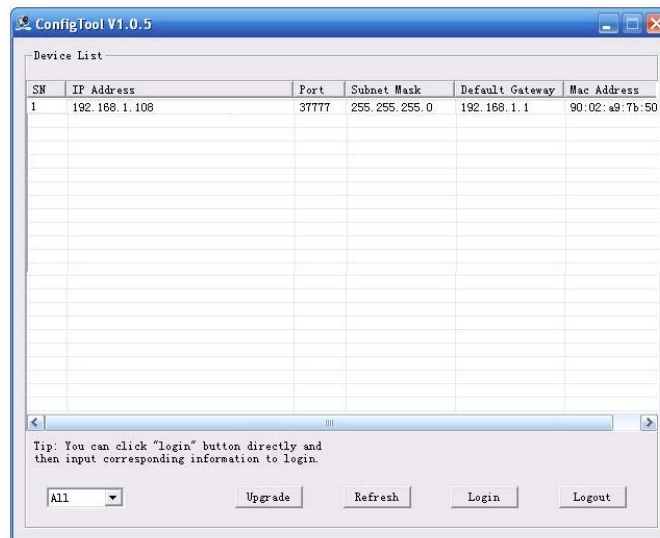 ConfigTool V1.0.5
Device List
SN IP Address Port Subnet Mask Default Gateway Mac Address
1 192.168.1.108 37777 255.255.255.0 192.168.1.1 90:02:a9:7b:50
Tip: You can click "login" button directly and
then input corresponding information to login.
All Upgrade Refresh Login Logout